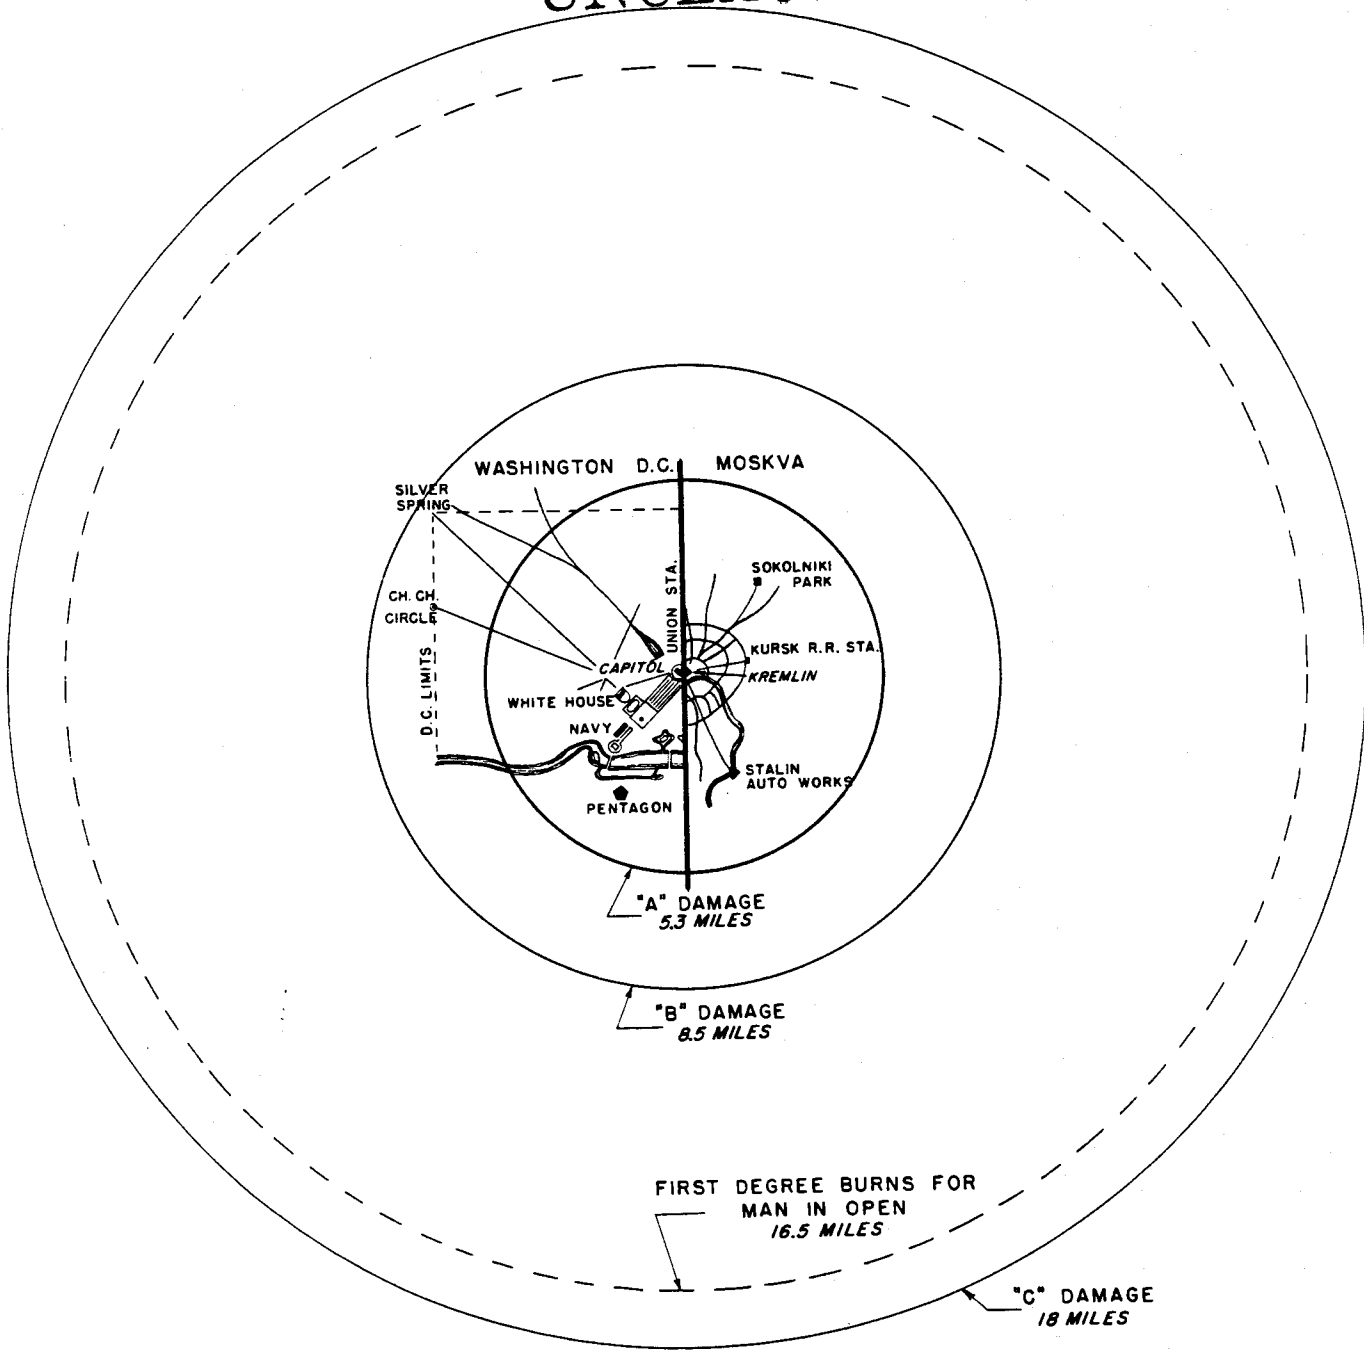 WASHINGTON D.C.
MOSKVA
SILVER
SPRING
UNION STA.
SOKOLNIKI
PARK
CH. CH.
CIRCLE
KURSK R.R. STA.
CAPITOL
KREMLIN
D.C. LIMITS
WHITE HOUSE
NAVY
STALIN
AUTO WORKS
PENTAGON
"A" DAMAGE
5.3 MILES
"B" DAMAGE
8.5 MILES
FIRST DEGREE BURNS FOR
MAN IN OPEN
16.5 MILES
"C" DAMAGE
18 MILES